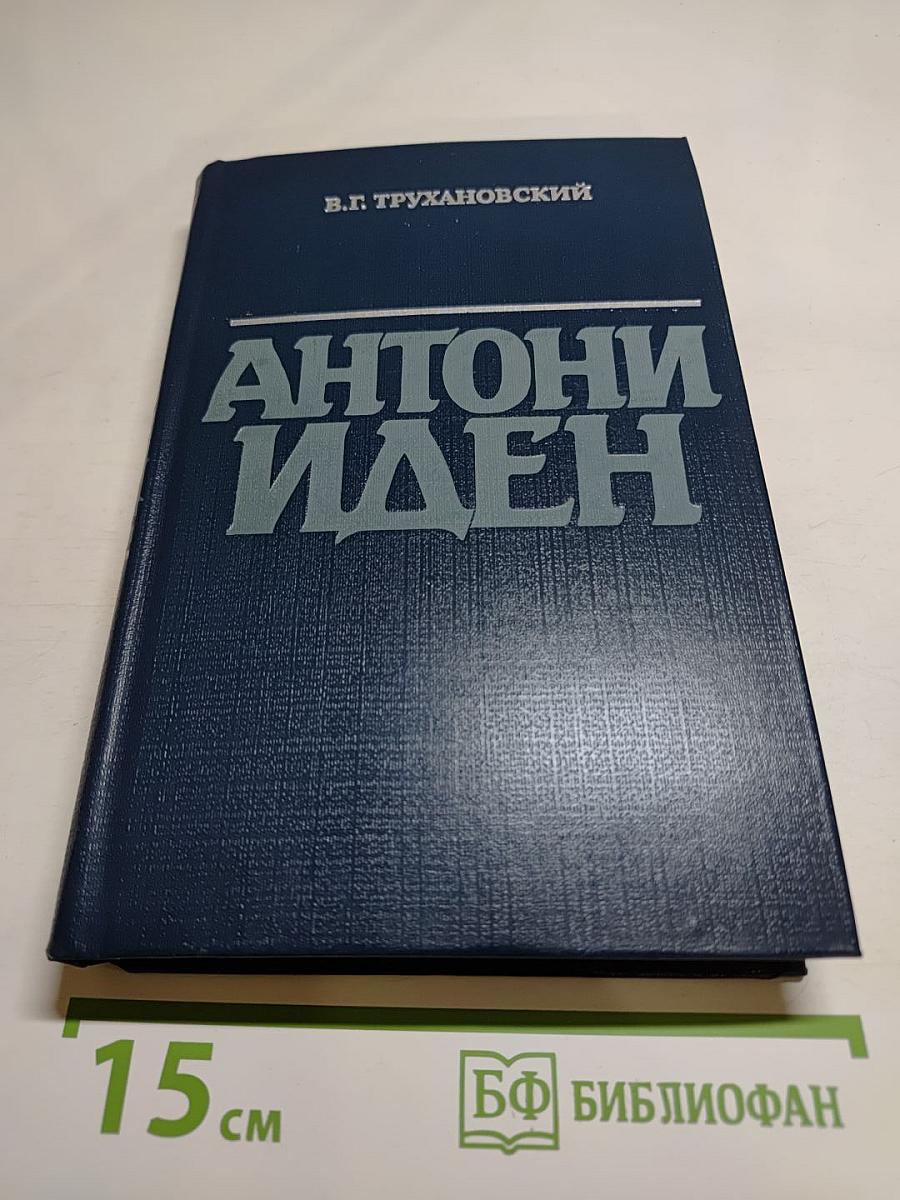 В.Г. ТРУХАНОВСКИЙ
АНТОНИ
ИДЕН
15 см
БФ БИБЛИОФАН